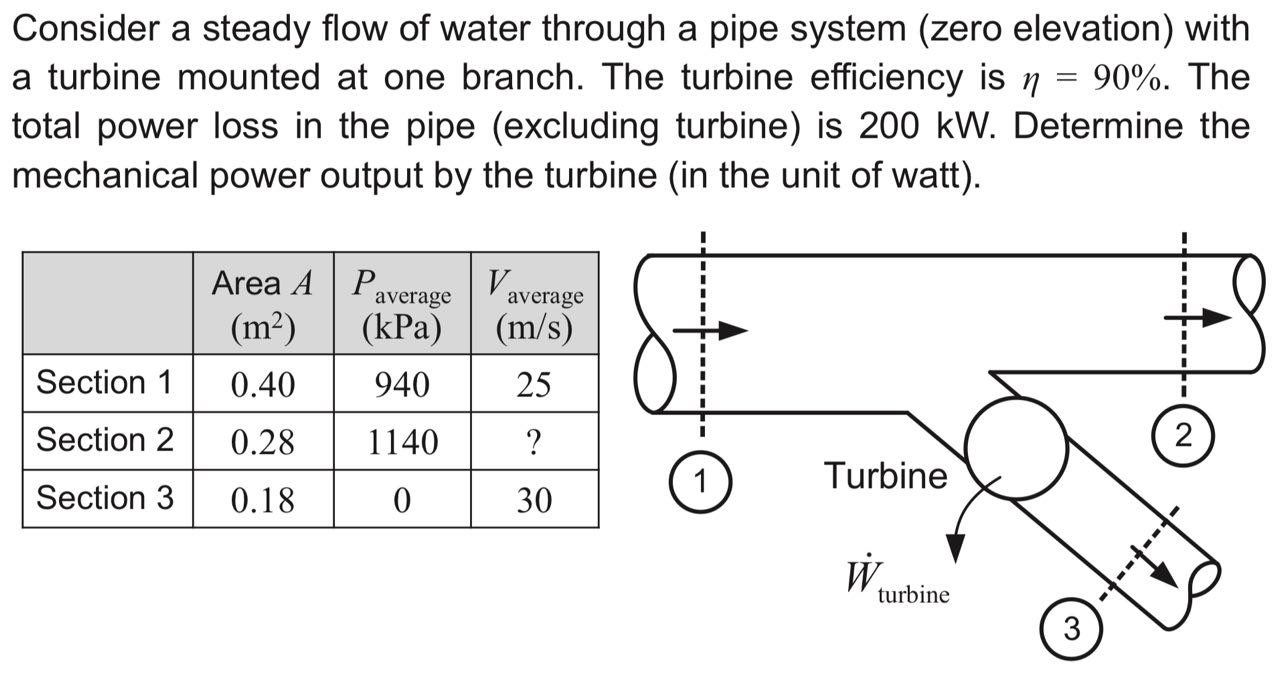 Consider a steady flow of water through a pipe system (zero elevation) with
a turbine mounted at one branch. The turbine efficiency is η = 90%. The
total power loss in the pipe (excluding turbine) is 200 kW. Determine the
mechanical power output by the turbine (in the unit of watt).
Area A (m²) P average (kPa) V average (m/s)
Section 1 0.40 940 25
Section 2 0.28 1140 ?
Section 3 0.18 0 30
1
2
Turbine
Ẇ turbine
3